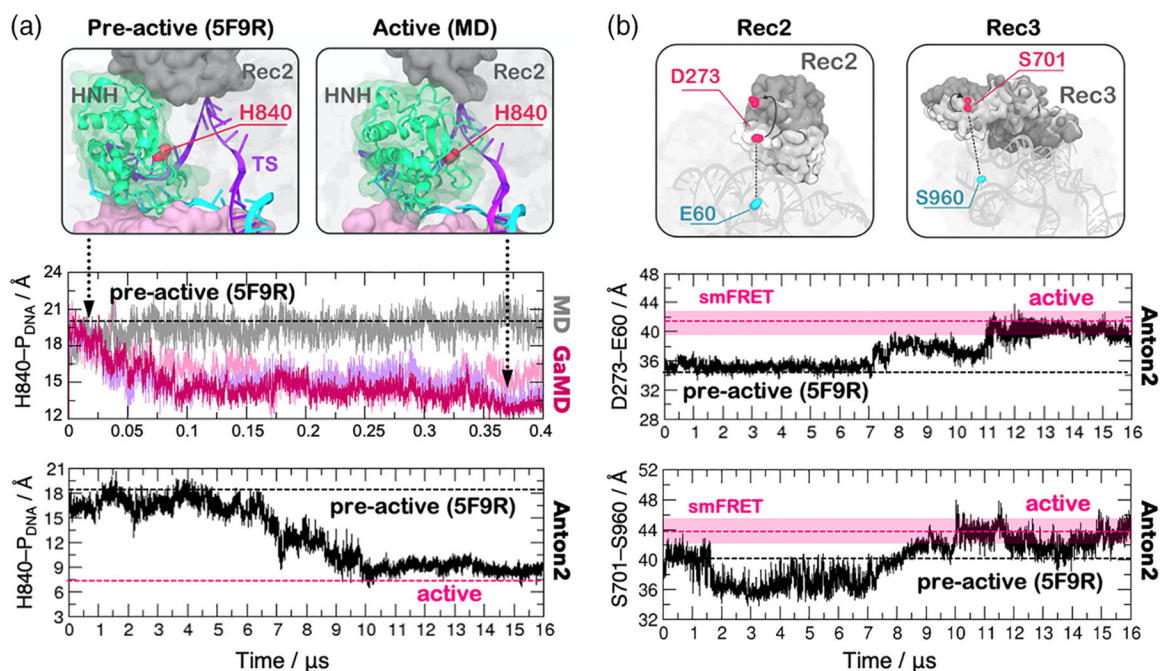 (a)
Pre-active (5F9R)
Active (MD)
HNH
Rec2
H840
TS
HNH
Rec2
H840
H840–PDNA / Å
24
21
18
15
12
pre-active (5F9R)
MD
GaMD
0 0.05 0.1 0.15 0.2 0.25 0.3 0.35 0.4
H840–PDNA / Å
21
18
15
12
9
6
3
pre-active (5F9R)
active
Anton2
0 1 2 3 4 5 6 7 8 9 10 11 12 13 14 15 16
Time / μs
(b)
Rec2
Rec3
D273
Rec2
E60
S701
Rec3
S960
D273–E60 / Å
48
44
40
36
32
28
smFRET
active
pre-active (5F9R)
Anton2
0 1 2 3 4 5 6 7 8 9 10 11 12 13 14 15 16
S701–S960 / Å
52
48
44
40
36
32
smFRET
active
pre-active (5F9R)
Anton2
0 1 2 3 4 5 6 7 8 9 10 11 12 13 14 15 16
Time / μs